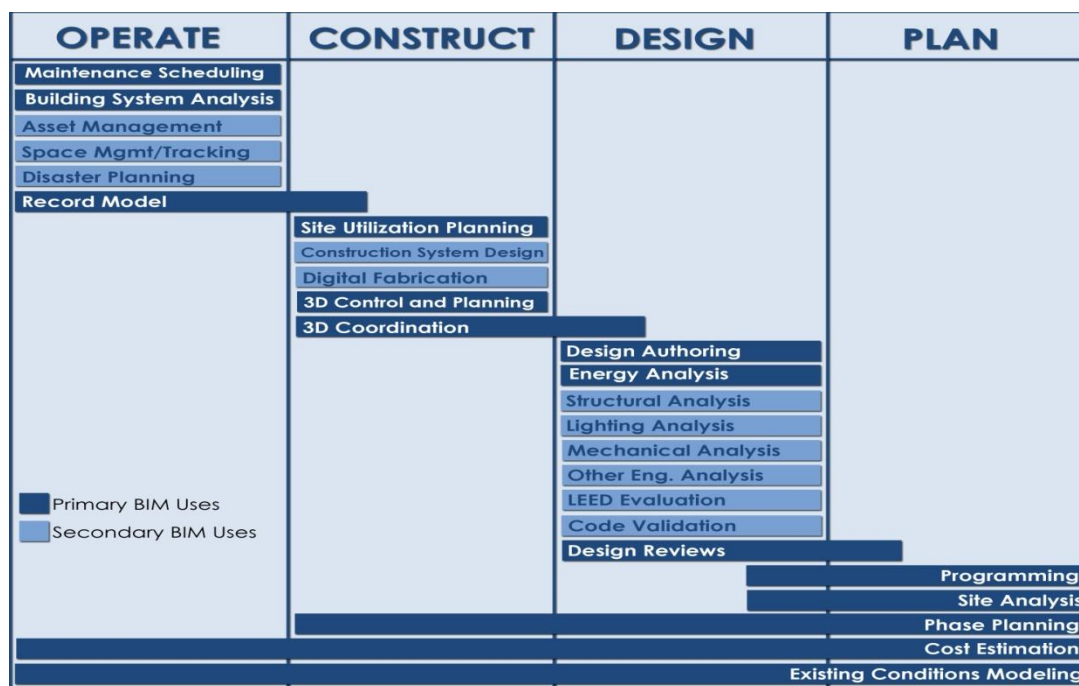 OPERATE CONSTRUCT DESIGN PLAN
Maintenance Scheduling
Building System Analysis
Asset Management
Space Mgmt/Tracking
Disaster Planning
Record Model
Site Utilization Planning
Construction System Design
Digital Fabrication
3D Control and Planning
3D Coordination
Design Authoring
Energy Analysis
Structural Analysis
Lighting Analysis
Mechanical Analysis
Other Eng. Analysis
LEED Evaluation
Code Validation
Design Reviews
Primary BIM Uses
Secondary BIM Uses
Programming
Site Analysis
Phase Planning
Cost Estimation
Existing Conditions Modeling